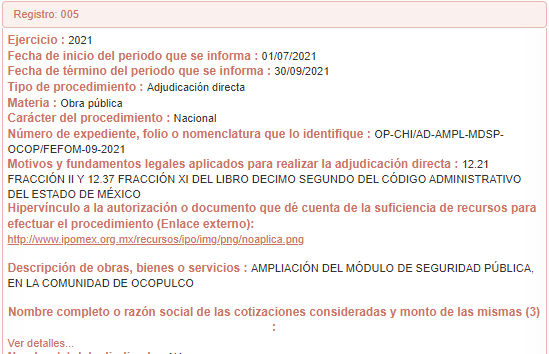 Registro: 005
Ejercicio : 2021
Fecha de inicio del periodo que se informa : 01/07/2021
Fecha de término del periodo que se informa : 30/09/2021
Tipo de procedimiento : Adjudicación directa
Materia : Obra pública
Carácter del procedimiento : Nacional
Número de expediente, folio o nomenclatura que lo identifique : OP-CHI/AD-AMPL-MDSP-
OCOP/FEFOM-09-2021
Motivos y fundamentos legales aplicados para realizar la adjudicación directa : 12.21
FRACCIÓN II Y 12.37 FRACCIÓN XI DEL LIBRO DECIMO SEGUNDO DEL CÓDIGO ADMINISTRATIVO
DEL ESTADO DE MÉXICO
Hipervínculo a la autorización o documento que dé cuenta de la suficiencia de recursos para
efectuar el procedimiento (Enlace externo):
http://www.ipomex.org.mx/recursos/ipo/img/png/noaplica.png
Descripción de obras, bienes o servicios : AMPLIACIÓN DEL MÓDULO DE SEGURIDAD PÚBLICA,
EN LA COMUNIDAD DE OCOPULCO
Nombre completo o razón social de las cotizaciones consideradas y monto de las mismas (3)
:
Ver detalles...